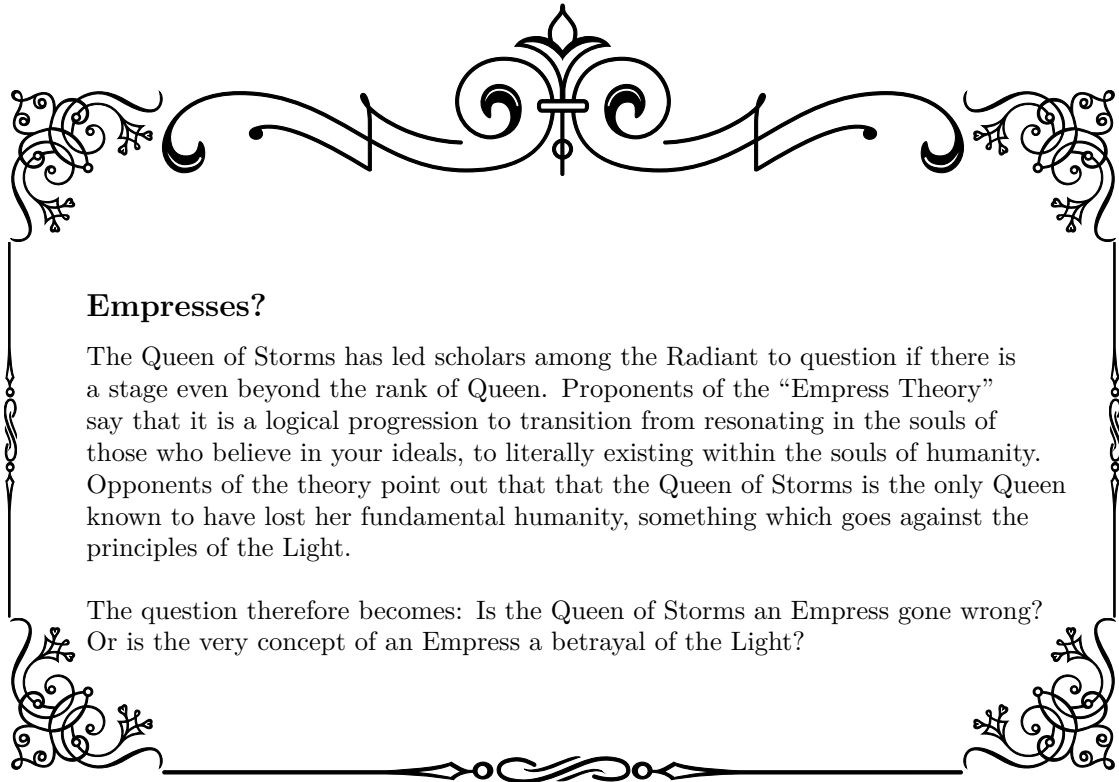 Empresses?
The Queen of Storms has led scholars among the Radiant to question if there is
a stage even beyond the rank of Queen. Proponents of the “Empress Theory”
say that it is a logical progression to transition from resonating in the souls of
those who believe in your ideals, to literally existing within the souls of humanity.
Opponents of the theory point out that that the Queen of Storms is the only Queen
known to have lost her fundamental humanity, something which goes against the
principles of the Light.
The question therefore becomes: Is the Queen of Storms an Empress gone wrong?
Or is the very concept of an Empress a betrayal of the Light?